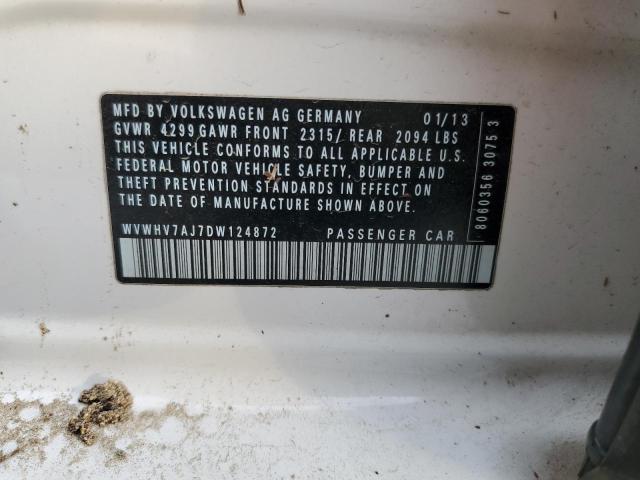 MFD BY VOLKSWAGEN AG GERMANY 01/13
GVWR 4299 GAWR FRONT 2315/ REAR 2094 LBS
THIS VEHICLE CONFORMS TO ALL APPLICABLE U.S.
FEDERAL MOTOR VEHICLE SAFETY, BUMPER AND
THEFT PREVENTION STANDARDS IN EFFECT ON
THE DATE OF MANUFACTURE SHOWN ABOVE.
WVWHV7AJ7DW124872 PASSENGER CAR
8060356 30753